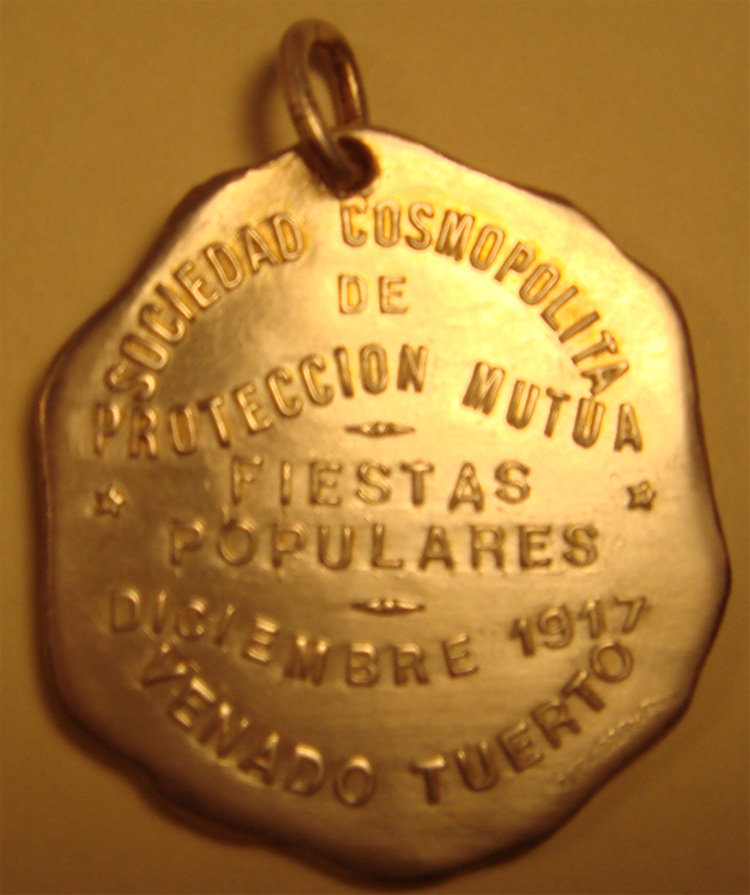 SOCIEDAD COSMOPOLITA
DE
PROTECCION MUTUA
FIESTAS
POPULARES
DICIEMBRE 1917
VENADO TUERTO